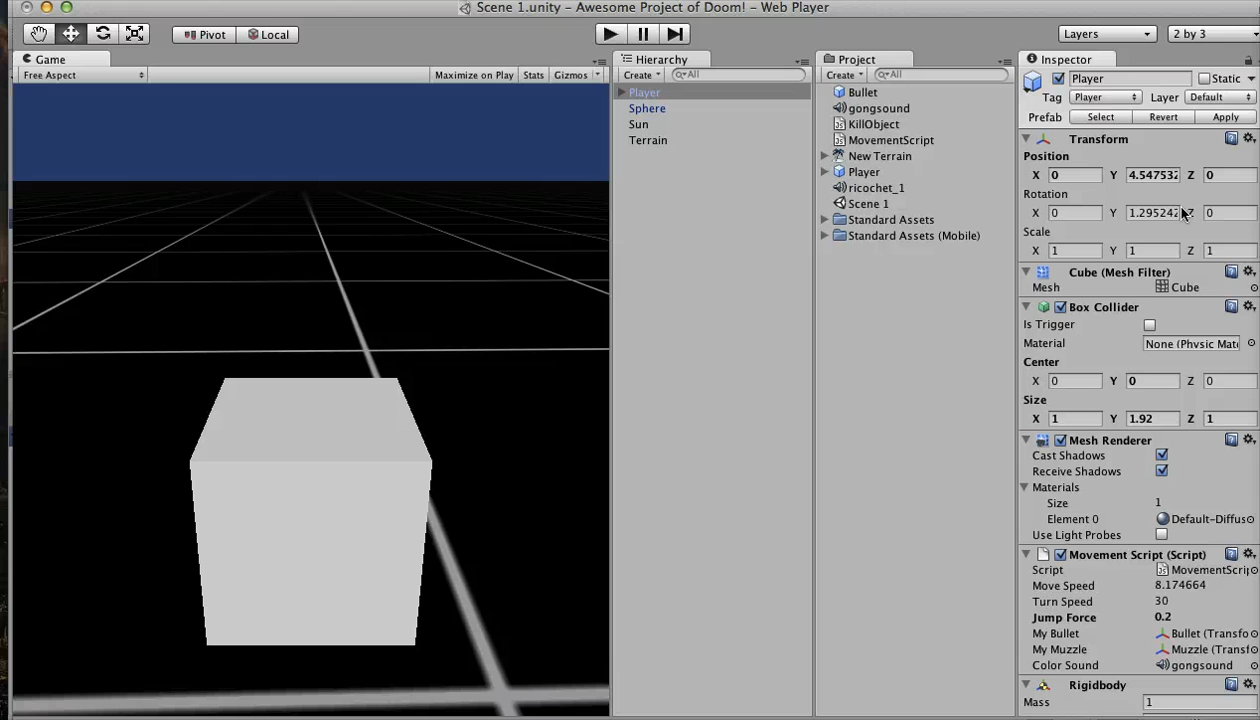 Scene 1.unity - Awesome Project of Doom! - Web Player
Pivot Local Layers 2 by 3
Game
Free Aspect Maximize on Play Stats Gizmos
Hierarchy
Create All
Player
Sphere
Sun
Terrain
Project
Create All
Bullet
gongsound
KillObject
MovementScript
New Terrain
Player
ricochet_1
Scene 1
Standard Assets
Standard Assets (Mobile)
Inspector
Player Static
Tag Player Layer Default
Prefab Select Revert Apply
Transform
Position
X 0 Y 4.547532 Z 0
Rotation
X 0 Y 1.295242 Z 0
Scale
X 1 Y 1 Z 1
Cube (Mesh Filter)
Mesh Cube
Box Collider
Is Trigger
Material None (Physic Mate
Center
X 0 Y 0 Z 0
Size
X 1 Y 1.92 Z 1
Mesh Renderer
Cast Shadows
Receive Shadows
Materials
Size 1
Element 0 Default-Diffus
Use Light Probes
Movement Script (Script)
Script MovementScrip
Move Speed 8.174664
Turn Speed 30
Jump Force 0.2
My Bullet Bullet (Transfo
My Muzzle Muzzle (Transf
Color Sound gongsound
Rigidbody
Mass 1